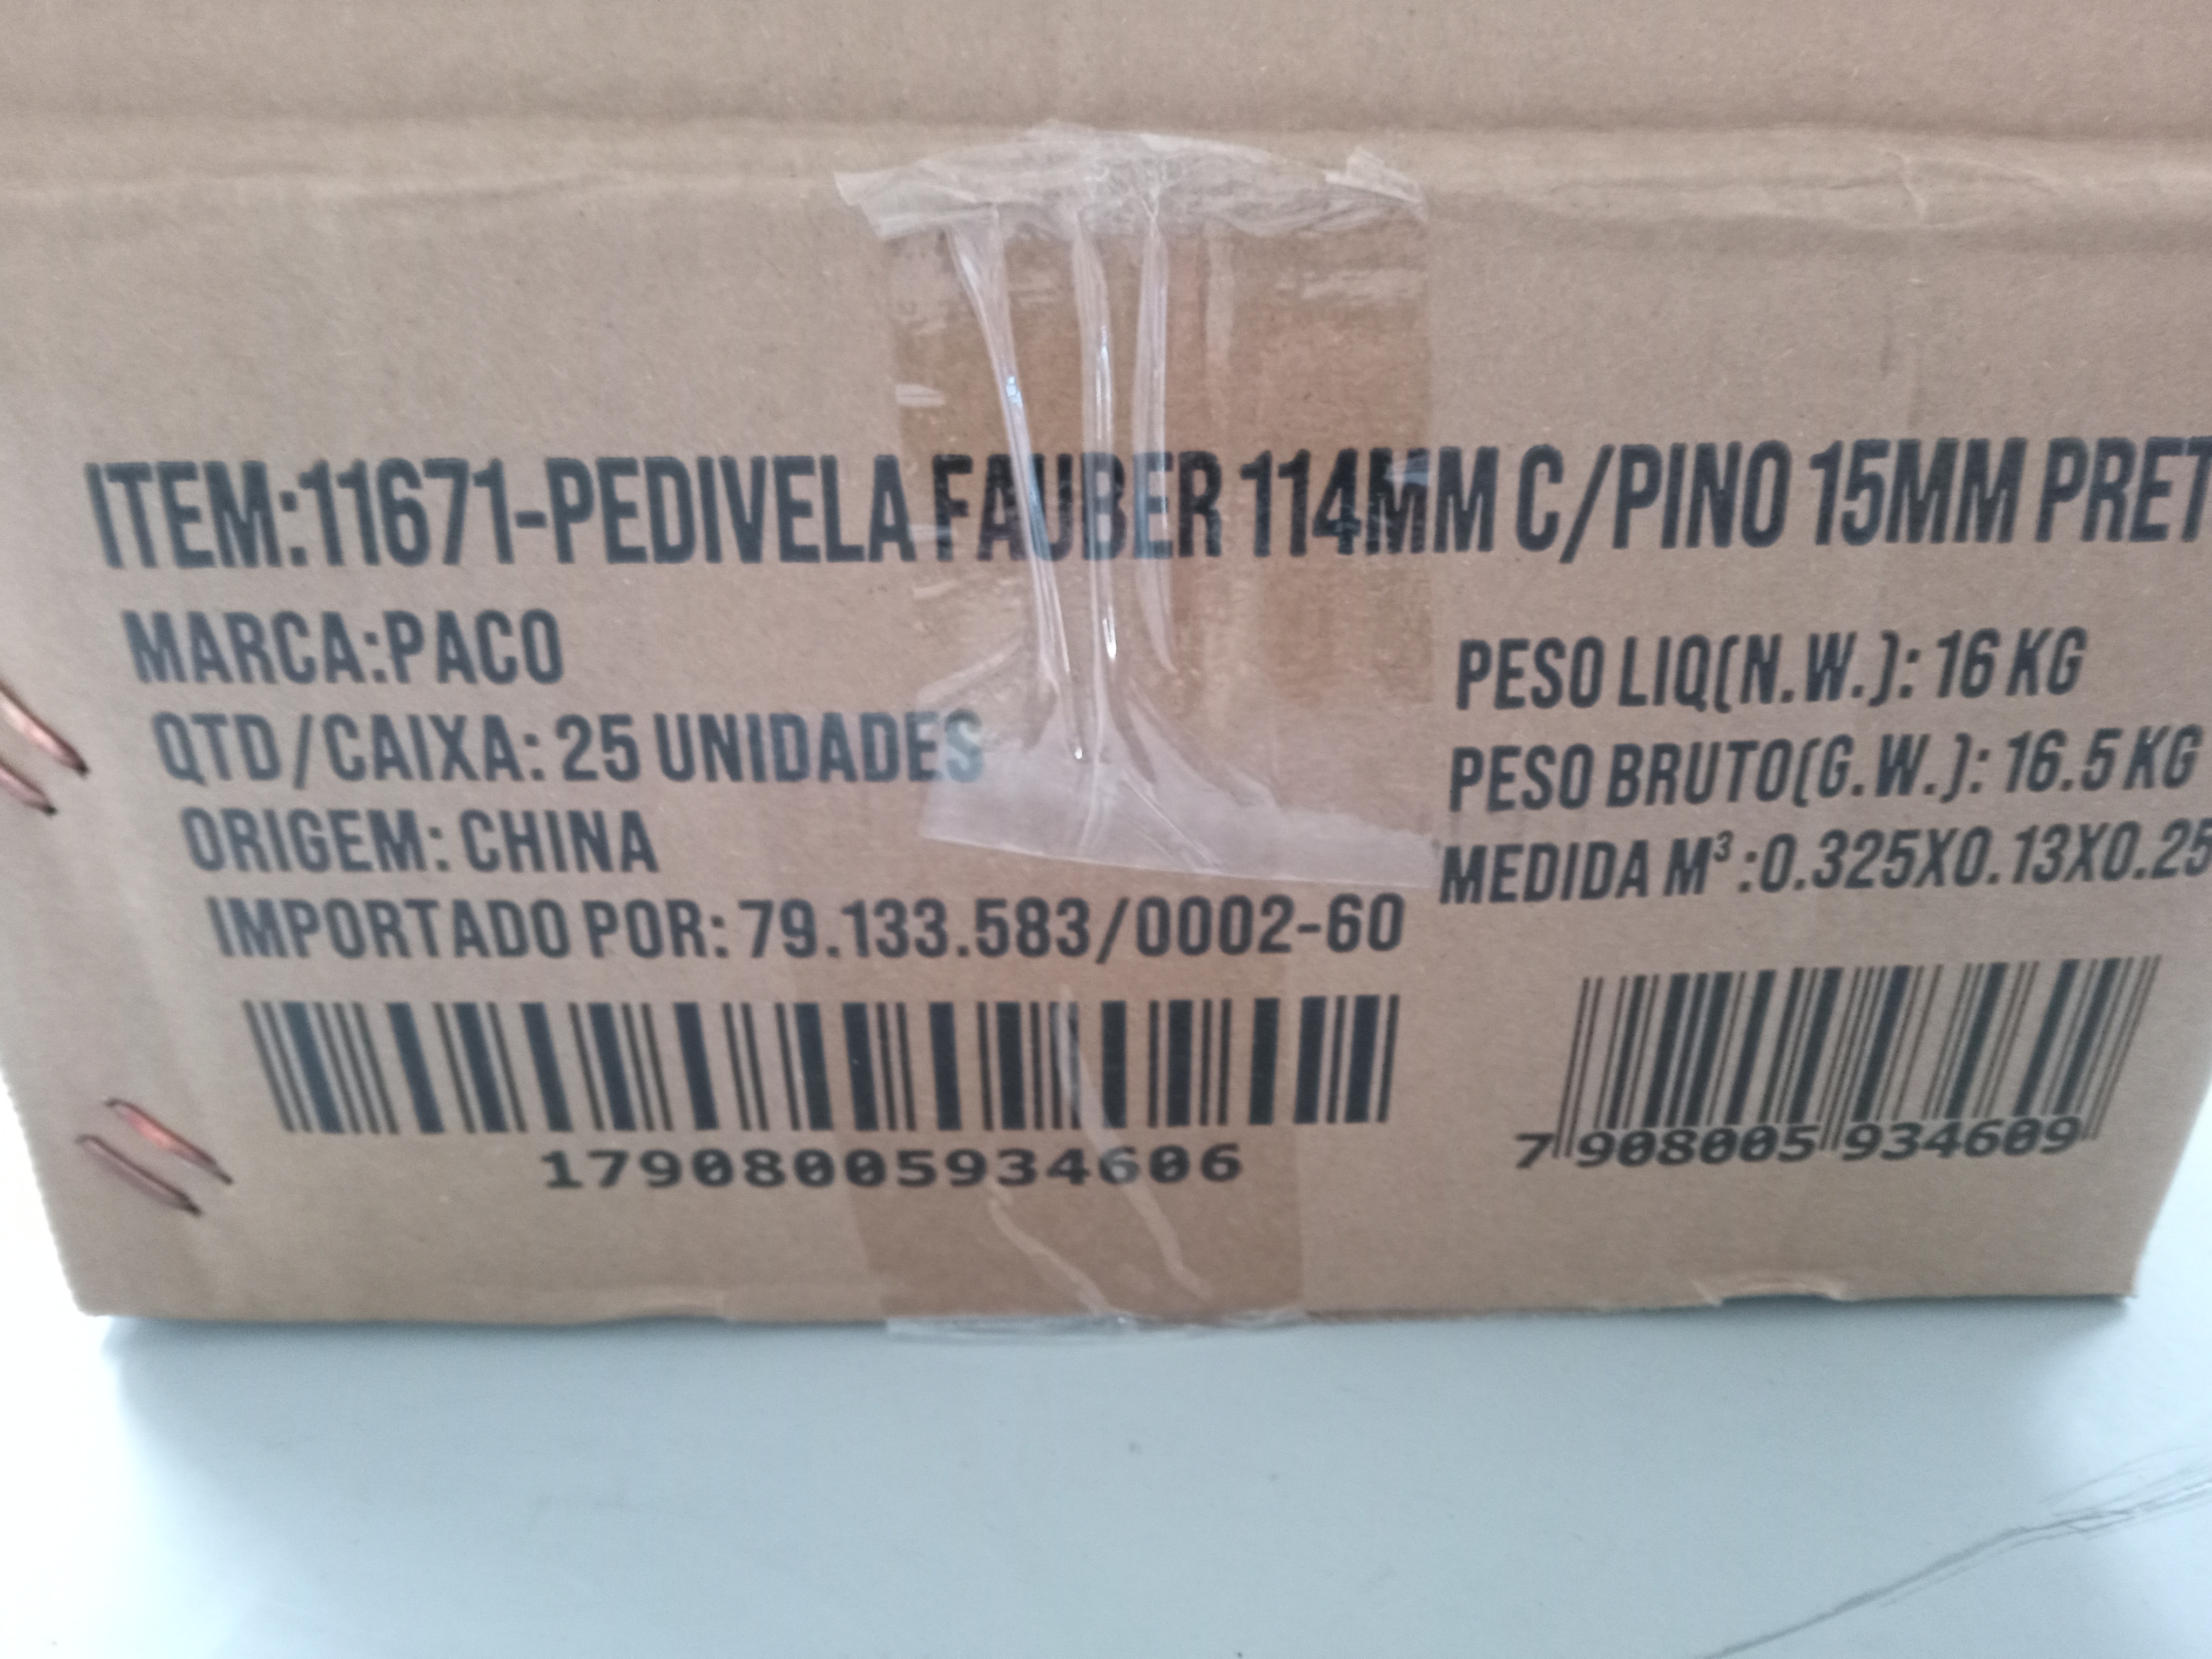 ITEM:11671-PEDIVELA FAUBER 114MM C/PINO 15MM PRET
MARCA:PACO
QTD/CAIXA: 25 UNIDADES
ORIGEM: CHINA
IMPORTADO POR: 79.133.583/0002-60
PESO LIQ(N.W.): 16 KG
PESO BRUTO(G.W.): 16.5 KG
MEDIDA M³:0.325X0.13X0.25
17908005934606
7 908005 934609